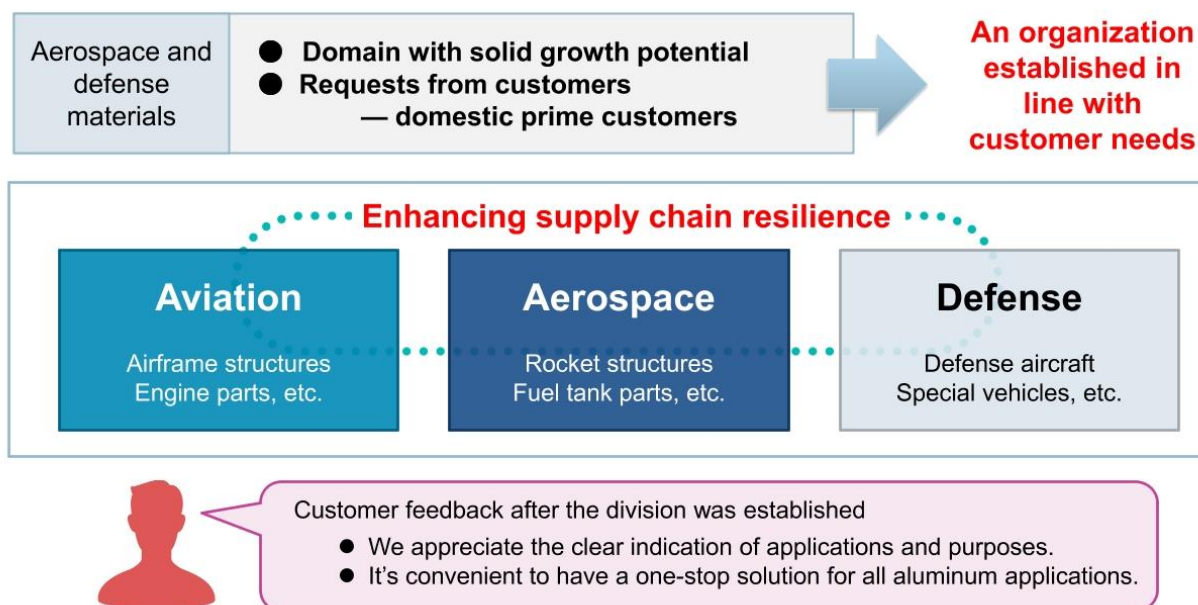 Aerospace and
defense
materials
● Domain with solid growth potential
● Requests from customers
— domestic prime customers
An organization
established in
line with
customer needs
Enhancing supply chain resilience
Aviation
Airframe structures
Engine parts, etc.
Aerospace
Rocket structures
Fuel tank parts, etc.
Defense
Defense aircraft
Special vehicles, etc.
Customer feedback after the division was established
● We appreciate the clear indication of applications and purposes.
● It’s convenient to have a one-stop solution for all aluminum applications.